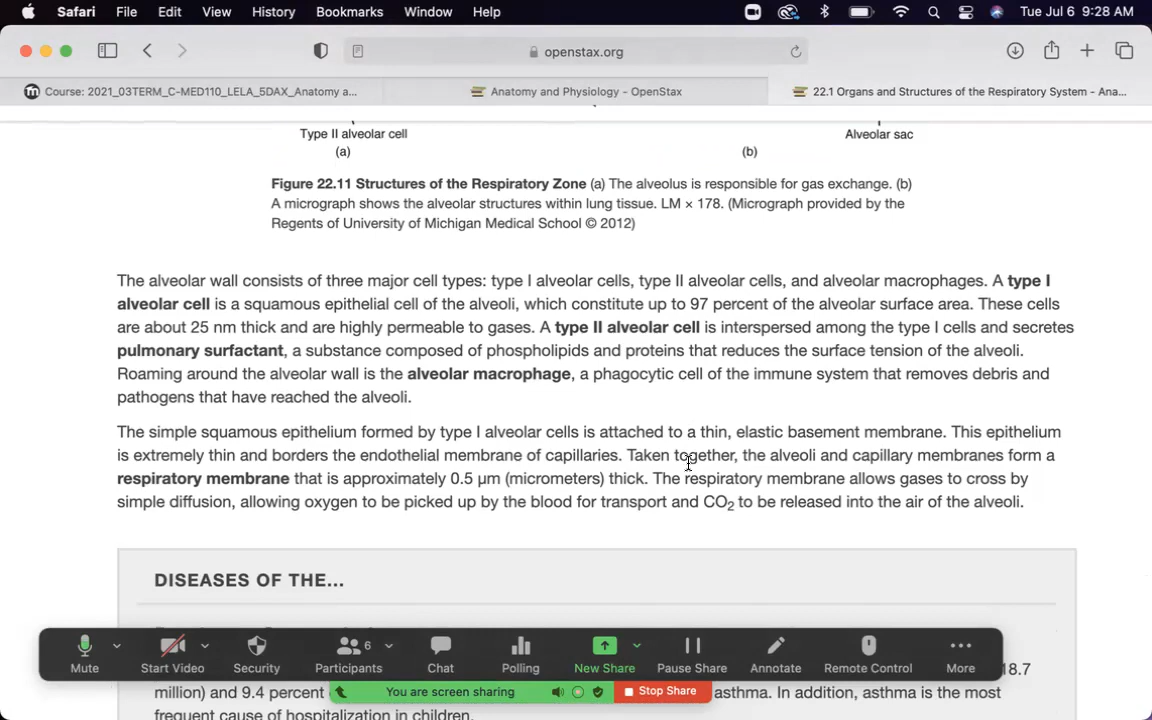 Safari File Edit View History Bookmarks Window Help Tue Jul 6 9:28 AM
openstax.org
Course: 2021_03TERM_C-MED110_LELA_5DAX_Anatomy a... Anatomy and Physiology - OpenStax 22.1 Organs and Structures of the Respiratory System - Ana...
Type II alveolar cell Alveolar sac
(a) (b)
Figure 22.11 Structures of the Respiratory Zone (a) The alveolus is responsible for gas exchange. (b)
A micrograph shows the alveolar structures within lung tissue. LM × 178. (Micrograph provided by the
Regents of University of Michigan Medical School © 2012)
The alveolar wall consists of three major cell types: type I alveolar cells, type II alveolar cells, and alveolar macrophages. A type I
alveolar cell is a squamous epithelial cell of the alveoli, which constitute up to 97 percent of the alveolar surface area. These cells
are about 25 nm thick and are highly permeable to gases. A type II alveolar cell is interspersed among the type I cells and secretes
pulmonary surfactant, a substance composed of phospholipids and proteins that reduces the surface tension of the alveoli.
Roaming around the alveolar wall is the alveolar macrophage, a phagocytic cell of the immune system that removes debris and
pathogens that have reached the alveoli.
The simple squamous epithelium formed by type I alveolar cells is attached to a thin, elastic basement membrane. This epithelium
is extremely thin and borders the endothelial membrane of capillaries. Taken together, the alveoli and capillary membranes form a
respiratory membrane that is approximately 0.5 μm (micrometers) thick. The respiratory membrane allows gases to cross by
simple diffusion, allowing oxygen to be picked up by the blood for transport and CO2 to be released into the air of the alveoli.
DISEASES OF THE...
6
Mute Start Video Security Participants Chat Polling New Share Pause Share Annotate Remote Control More 18.7
million) and 9.4 percent You are screen sharing Stop Share asthma. In addition, asthma is the most
frequent cause of hospitalization in children.